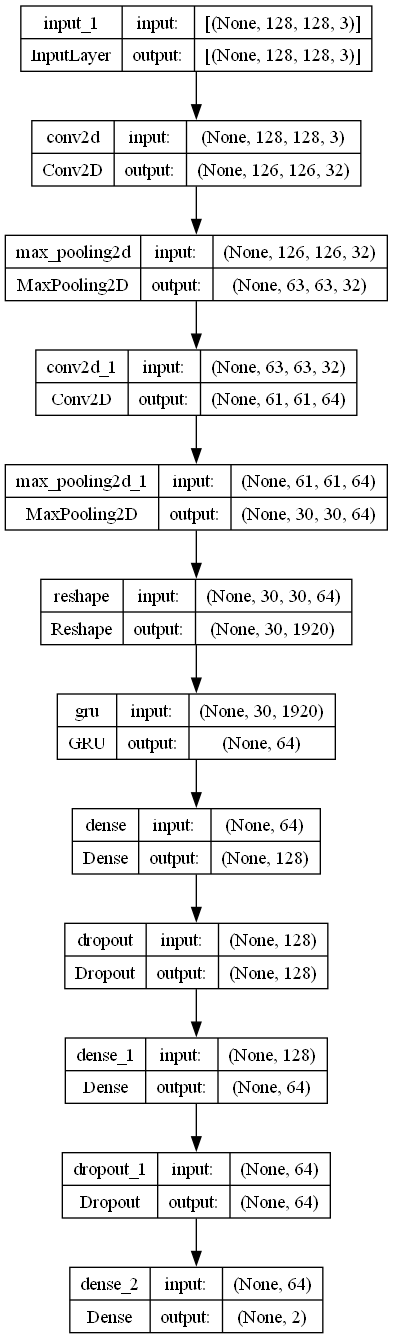 input_1 input: [(None, 128, 128, 3)]
InputLayer output: [(None, 128, 128, 3)]
conv2d input: (None, 128, 128, 3)
Conv2D output: (None, 126, 126, 32)
max_pooling2d input: (None, 126, 126, 32)
MaxPooling2D output: (None, 63, 63, 32)
conv2d_1 input: (None, 63, 63, 32)
Conv2D output: (None, 61, 61, 64)
max_pooling2d_1 input: (None, 61, 61, 64)
MaxPooling2D output: (None, 30, 30, 64)
reshape input: (None, 30, 30, 64)
Reshape output: (None, 30, 1920)
gru input: (None, 30, 1920)
GRU output: (None, 64)
dense input: (None, 64)
Dense output: (None, 128)
dropout input: (None, 128)
Dropout output: (None, 128)
dense_1 input: (None, 128)
Dense output: (None, 64)
dropout_1 input: (None, 64)
Dropout output: (None, 64)
dense_2 input: (None, 64)
Dense output: (None, 2)